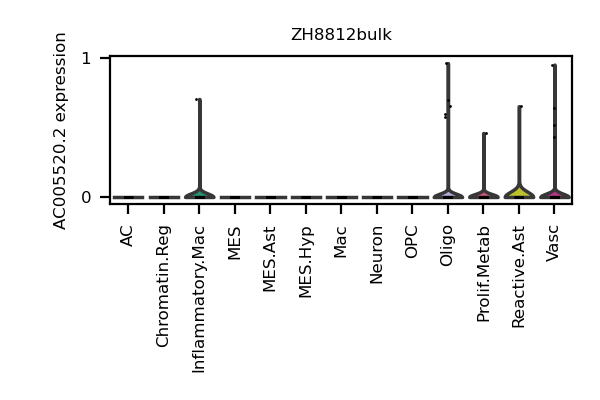 ZH8812bulk
AC005520.2 expression
1
0
AC
Chromatin.Reg
Inflammatory.Mac
MES
MES.Ast
MES.Hyp
Mac
Neuron
OPC
Oligo
Prolif.Metab
Reactive.Ast
Vasc